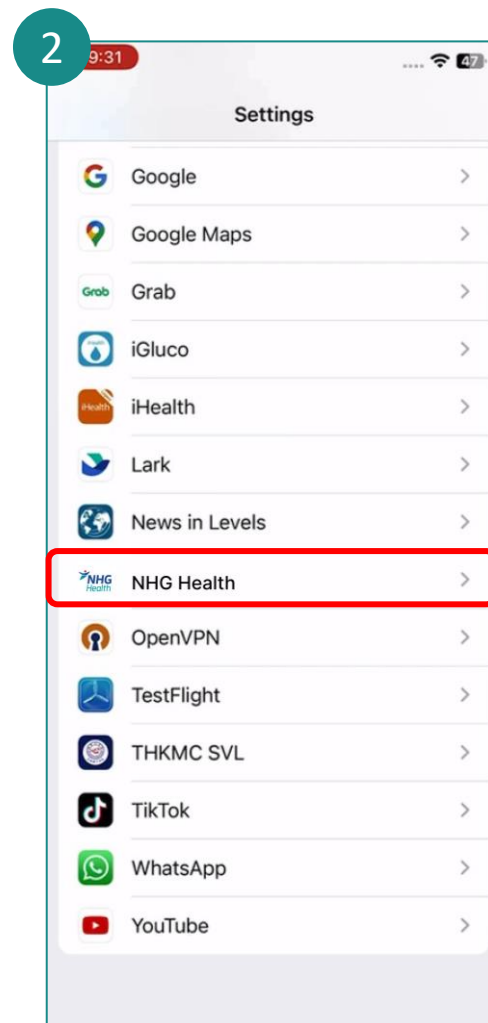 2
9:31
47
Settings
Google
Google Maps
Grab
Grab
iGluco
iHealth
iHealth
Lark
News in Levels
NHG
Health
NHG Health
OpenVPN
TestFlight
THKMC SVL
TikTok
WhatsApp
YouTube